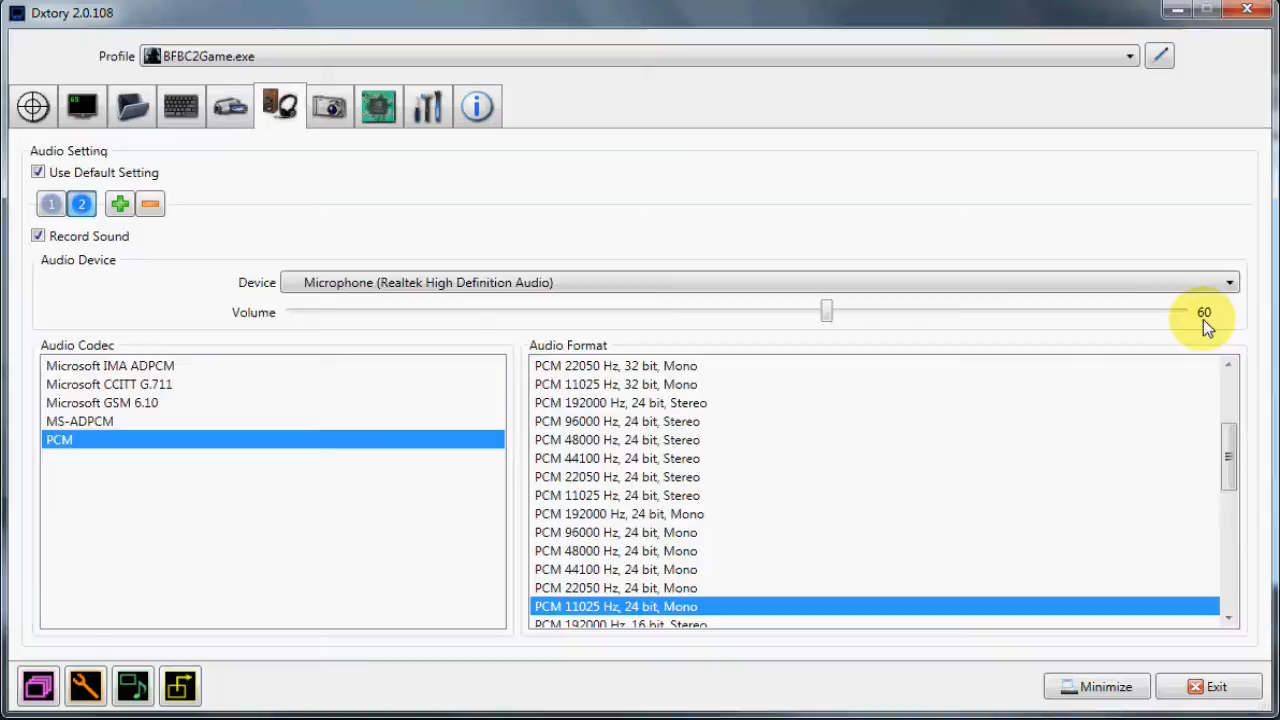 Dxtory 2.0.108
Profile BFBC2Game.exe
Audio Setting
Use Default Setting
1 2
Record Sound
Audio Device
Device Microphone (Realtek High Definition Audio)
Volume 60
Audio Codec
Microsoft IMA ADPCM
Microsoft CCITT G.711
Microsoft GSM 6.10
MS-ADPCM
PCM
Audio Format
PCM 22050 Hz, 32 bit, Mono
PCM 11025 Hz, 32 bit, Mono
PCM 192000 Hz, 24 bit, Stereo
PCM 96000 Hz, 24 bit, Stereo
PCM 48000 Hz, 24 bit, Stereo
PCM 44100 Hz, 24 bit, Stereo
PCM 22050 Hz, 24 bit, Stereo
PCM 11025 Hz, 24 bit, Stereo
PCM 192000 Hz, 24 bit, Mono
PCM 96000 Hz, 24 bit, Mono
PCM 48000 Hz, 24 bit, Mono
PCM 44100 Hz, 24 bit, Mono
PCM 22050 Hz, 24 bit, Mono
PCM 11025 Hz, 24 bit, Mono
PCM 192000 Hz, 16 bit, Stereo
Minimize Exit